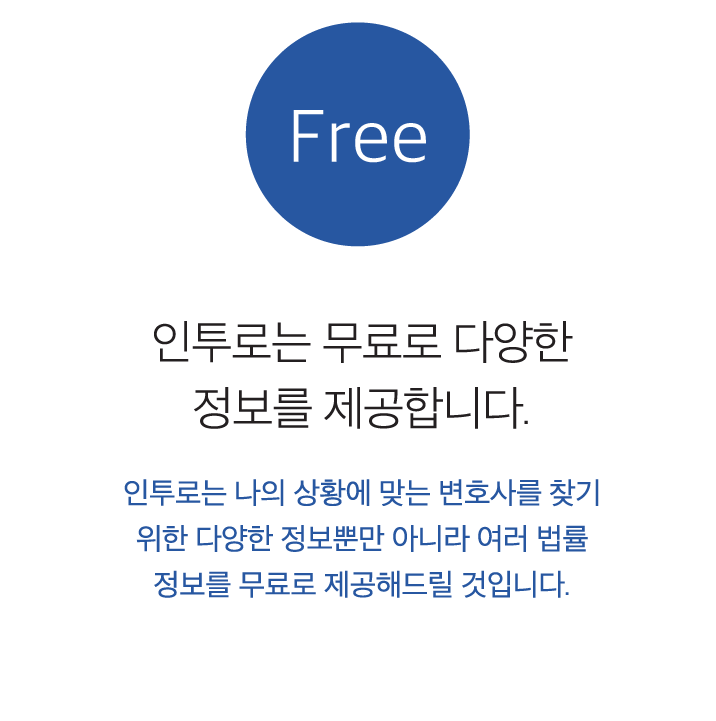 Free
인투로는 무료로 다양한
정보를 제공합니다.
인투로는 나의 상황에 맞는 변호사를 찾기
위한 다양한 정보뿐만 아니라 여러 법률
정보를 무료로 제공해드릴 것입니다.